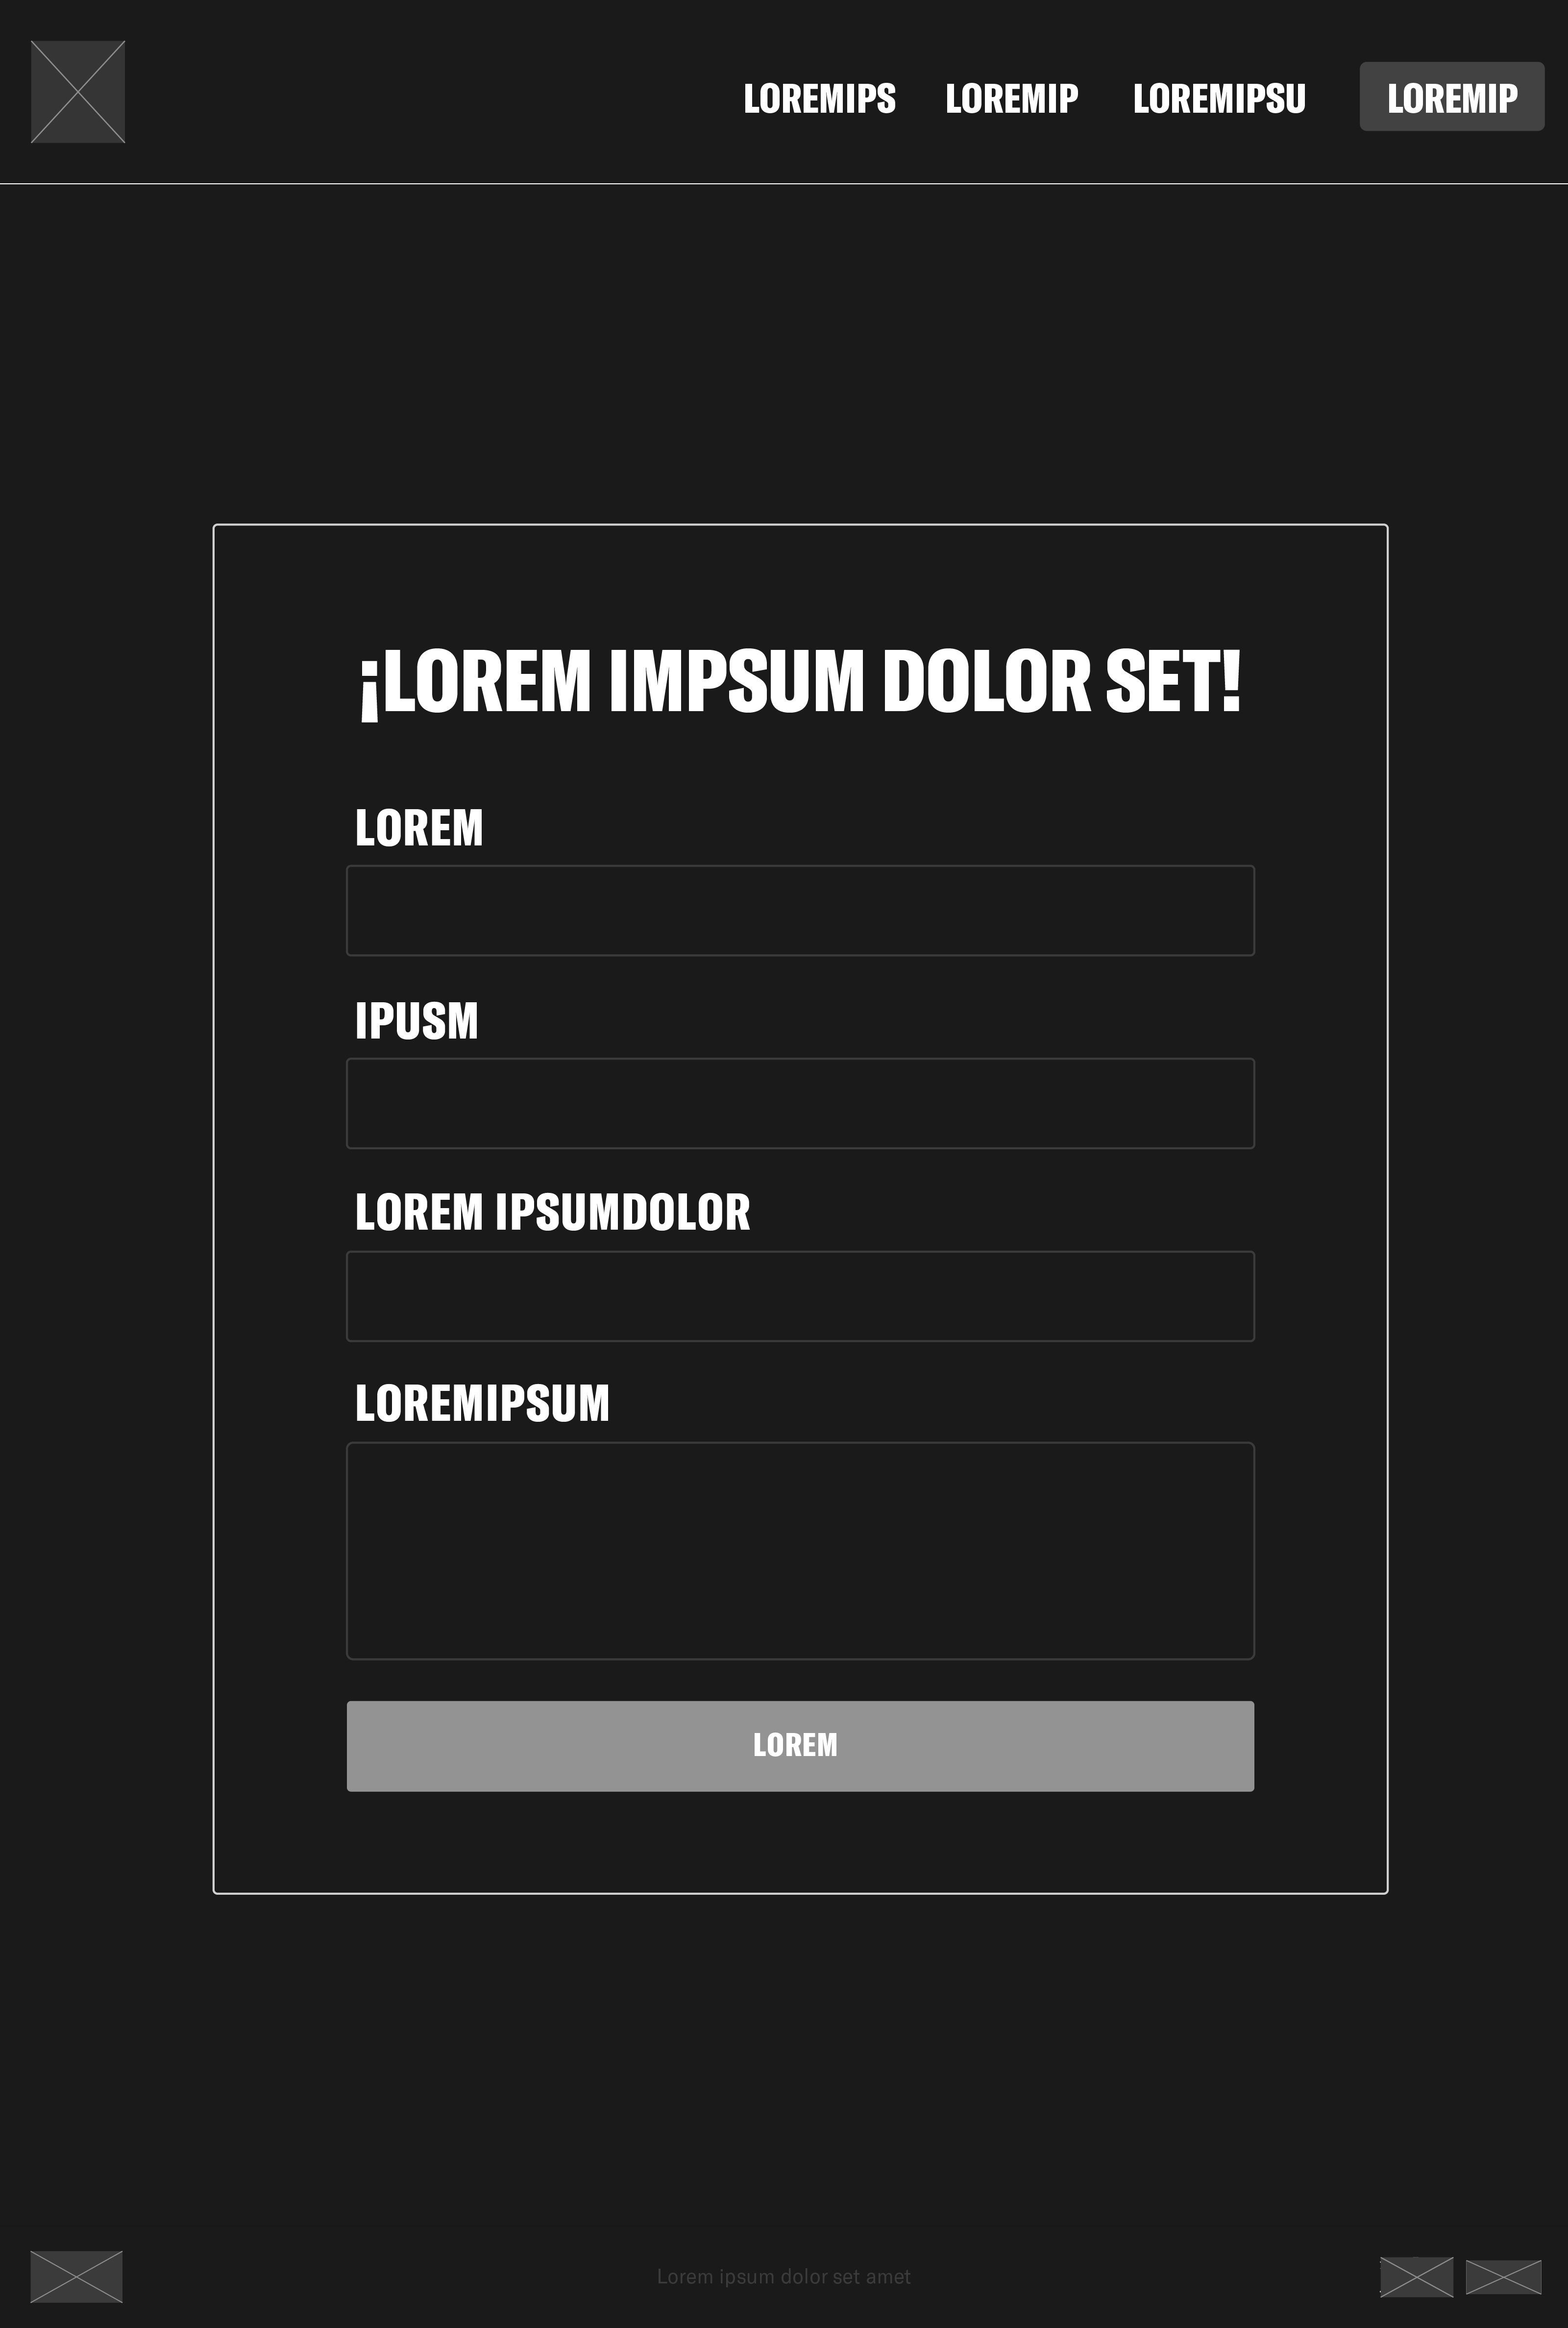 LOREMIPS LOREMIP LOREMIPSU LOREMIP
¡LOREM IMPSUM DOLOR SET!
LOREM
IPUSM
LOREM IPSUMDOLOR
LOREMIPSUM
LOREM
Lorem ipsum dolor set amet